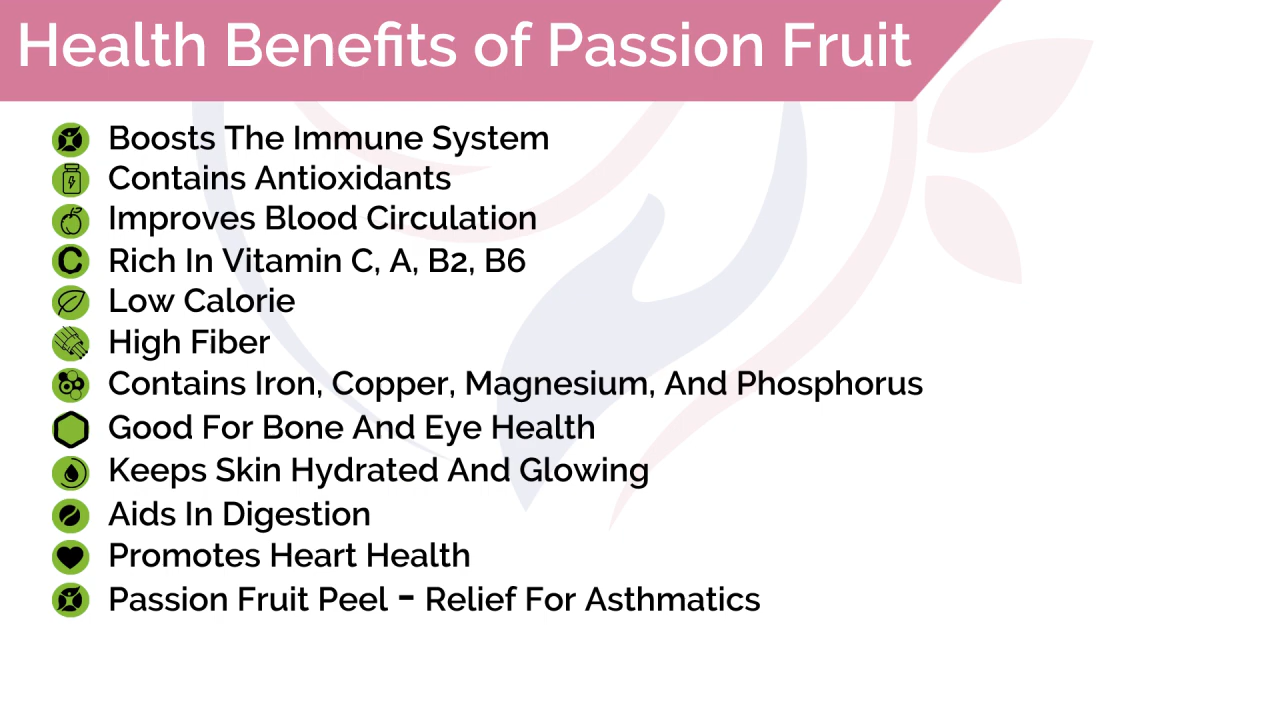 Health Benefits of Passion Fruit
Boosts The Immune System
Contains Antioxidants
Improves Blood Circulation
Rich In Vitamin C, A, B2, B6
Low Calorie
High Fiber
Contains Iron, Copper, Magnesium, And Phosphorus
Good For Bone And Eye Health
Keeps Skin Hydrated And Glowing
Aids In Digestion
Promotes Heart Health
Passion Fruit Peel - Relief For Asthmatics